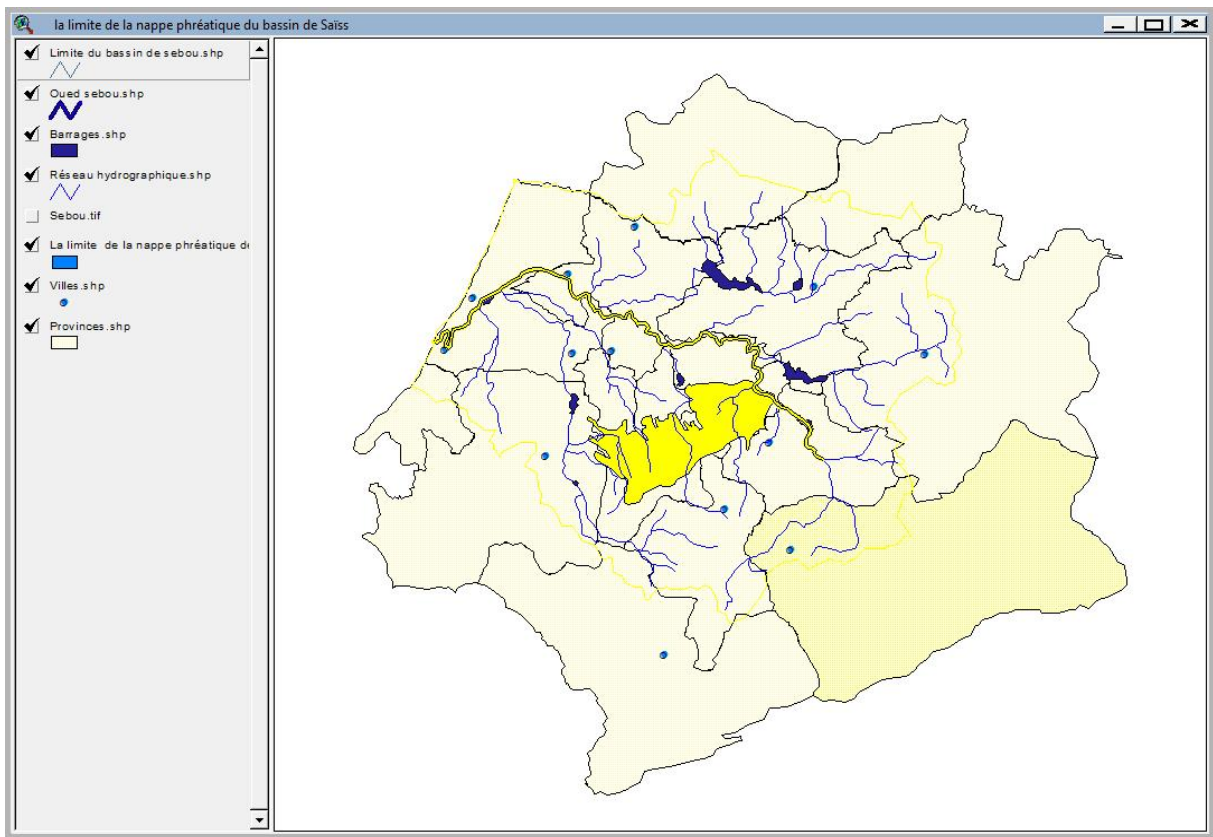 la limite de la nappe phréatique du bassin de Saïss
Limite du bassin de sebou.shp
Oued sebou.shp
Barrages.shp
Réseau hydrographique.shp
Sebou.tif
La limite de la nappe phréatique de
Villes.shp
Provinces.shp